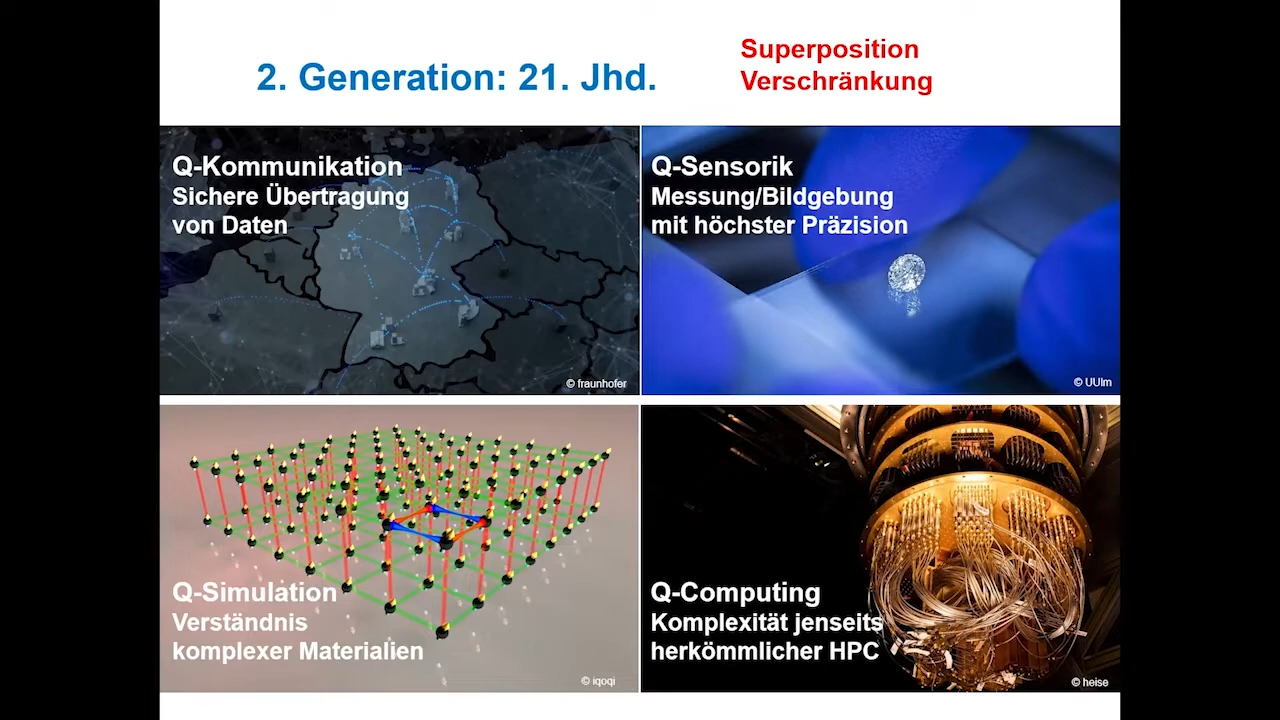 2. Generation: 21. Jhd.
Superposition
Verschränkung
Q-Kommunikation
Sichere Übertragung
von Daten
© fraunhofer
Q-Sensorik
Messung/Bildgebung
mit höchster Präzision
© UUlm
Q-Simulation
Verständnis
komplexer Materialien
© iqoqi
Q-Computing
Komplexität jenseits
herkömmlicher HPC
© heise